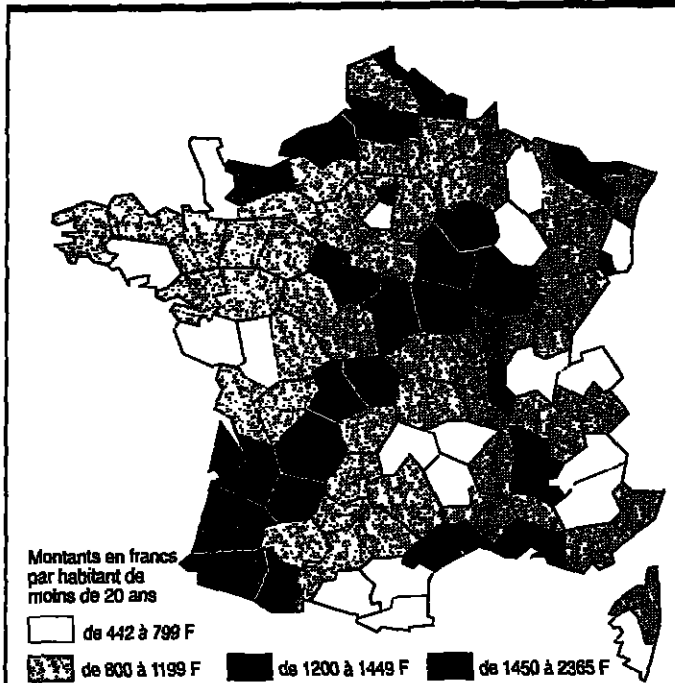 Montants en francs
par habitant de
moins de 20 ans
de 442 à 799 F
de 800 à 1199 F
de 1200 à 1449 F
de 1450 à 2365 F